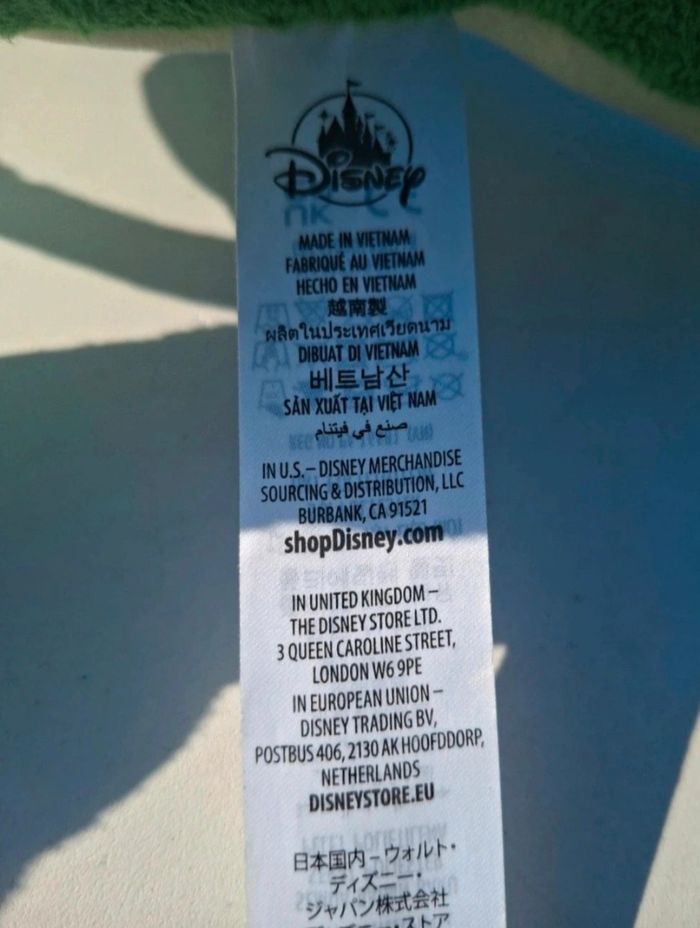 Disney
MADE IN VIETNAM
FABRIQUÉ AU VIETNAM
HECHO EN VIETNAM
越南製
ผลิตในประเทศเวียดนาม
DIBUAT DI VIETNAM
베트남산
SẢN XUẤT TẠI VIỆT NAM
صنع في فيتنام
IN U.S. – DISNEY MERCHANDISE
SOURCING & DISTRIBUTION, LLC
BURBANK, CA 91521
shopDisney.com
IN UNITED KINGDOM –
THE DISNEY STORE LTD.
3 QUEEN CAROLINE STREET,
LONDON W6 9PE
IN EUROPEAN UNION –
DISNEY TRADING BV,
POSTBUS 406, 2130 AK HOOFDDORP,
NETHERLANDS
DISNEYSTORE.EU
日本国内 – ウォルト・
ディズニー・
ジャパン株式会社